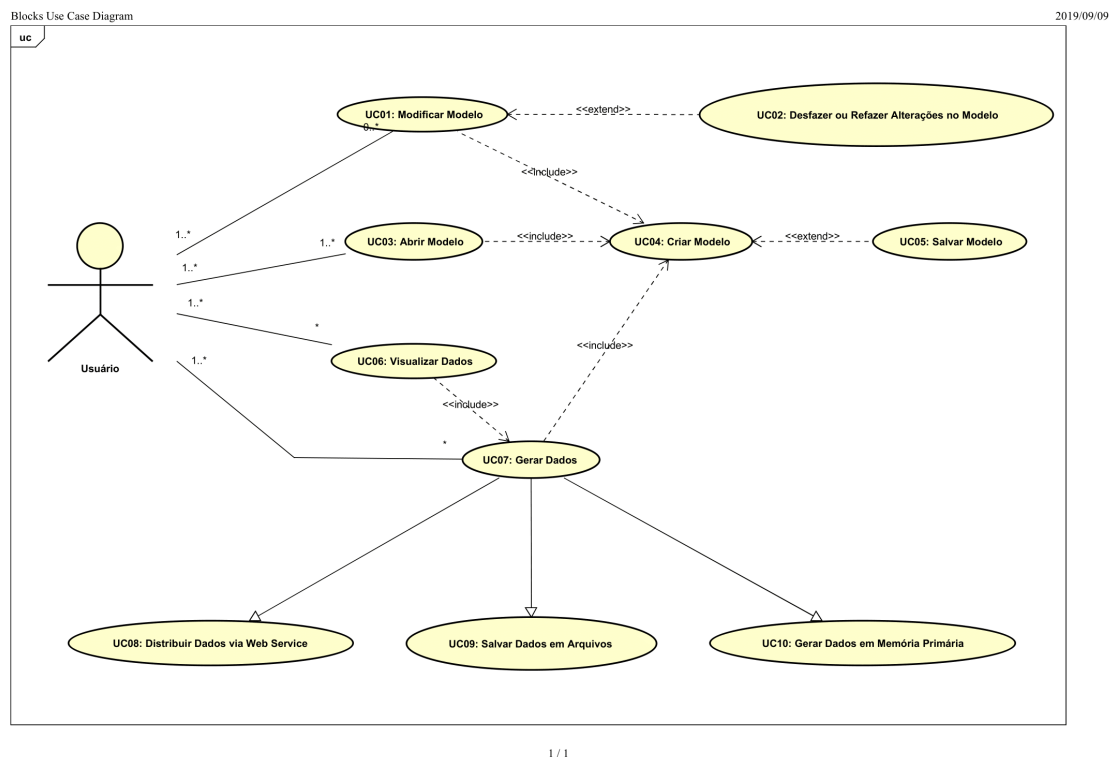 Blocks Use Case Diagram
2019/09/09
uc
UC01: Modificar Modelo
<<extend>>
UC02: Desfazer ou Refazer Alterações no Modelo
0..*
<<include>>
1..*
1..*
UC03: Abrir Modelo
<<include>>
UC04: Criar Modelo
<<extend>>
UC05: Salvar Modelo
1..*
1..*
*
<<include>>
Usuário
1..*
UC06: Visualizar Dados
<<include>>
*
UC07: Gerar Dados
UC08: Distribuir Dados via Web Service
UC09: Salvar Dados em Arquivos
UC10: Gerar Dados em Memória Primária
1 / 1